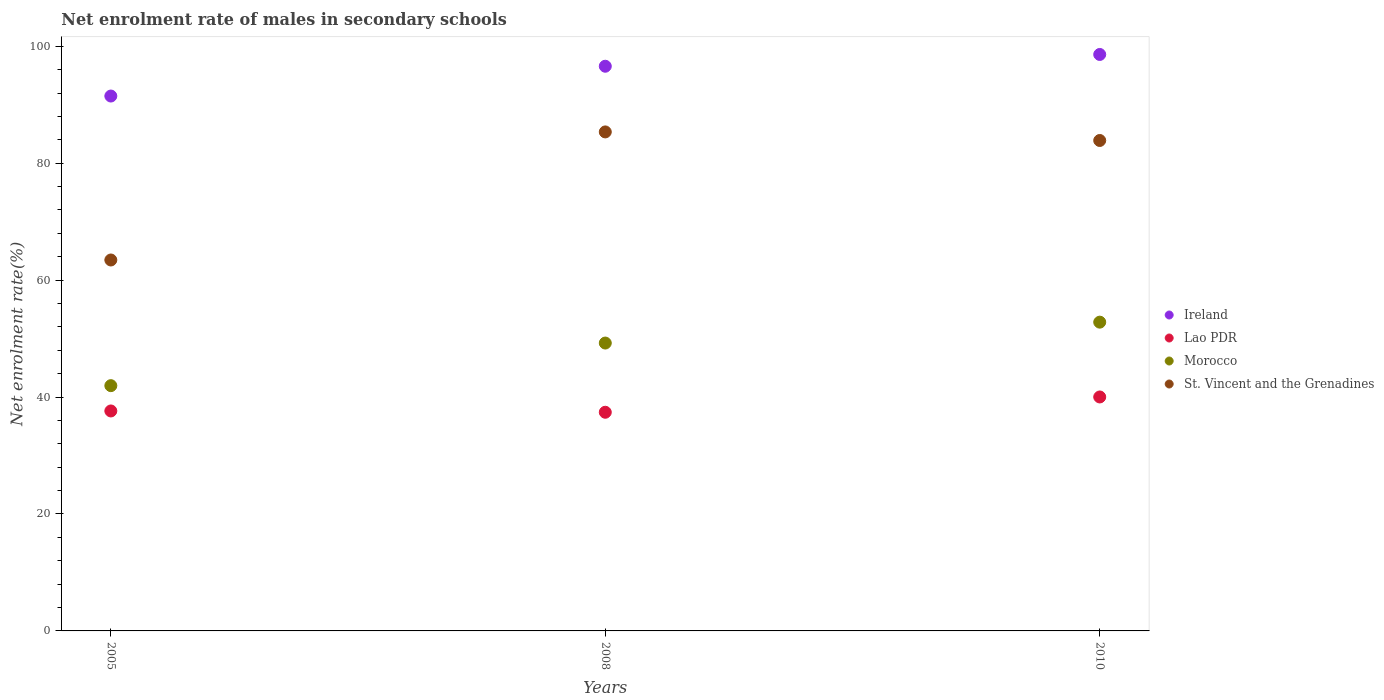 Net enrolment rate of males in secondary schools
Net enrolment rate(%)
100
80
60
40
20
0
2005
2008
2010
Years
Ireland
Lao PDR
Morocco
St. Vincent and the Grenadines